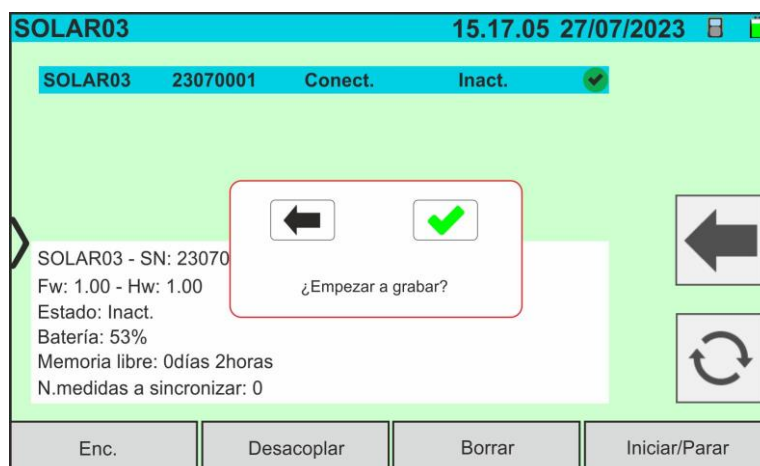 SOLAR03 15.17.05 27/07/2023
SOLAR03 23070001 Conect. Inact.
¿Empezar a grabar?
SOLAR03 - SN: 23070
Fw: 1.00 - Hw: 1.00
Estado: Inact.
Batería: 53%
Memoria libre: 0días 2horas
N.medidas a sincronizar: 0
Enc. Desacoplar Borrar Iniciar/Parar